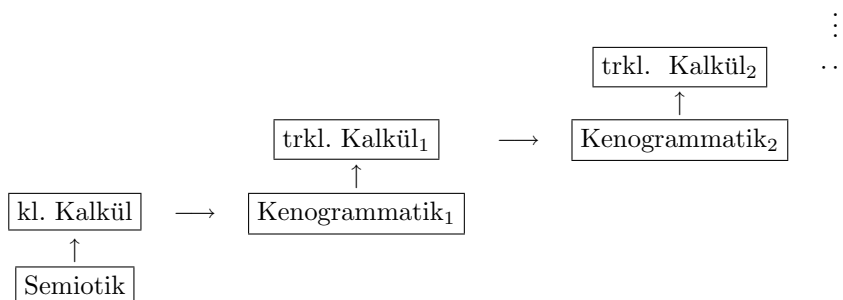 trkl. Kalkül₂
trkl. Kalkül₁
Kenogrammatik₂
kl. Kalkül
Kenogrammatik₁
Semiotik